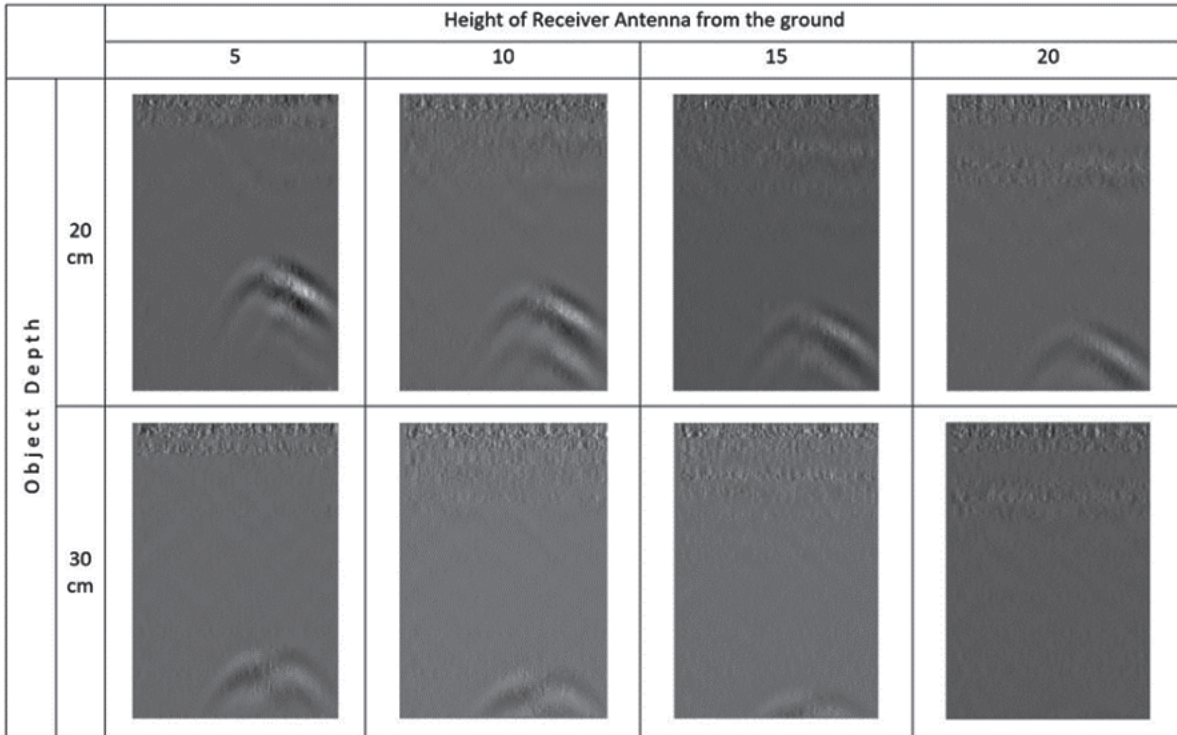 Height of Receiver Antenna from the ground
5 10 15 20
Object Depth
20
cm
30
cm